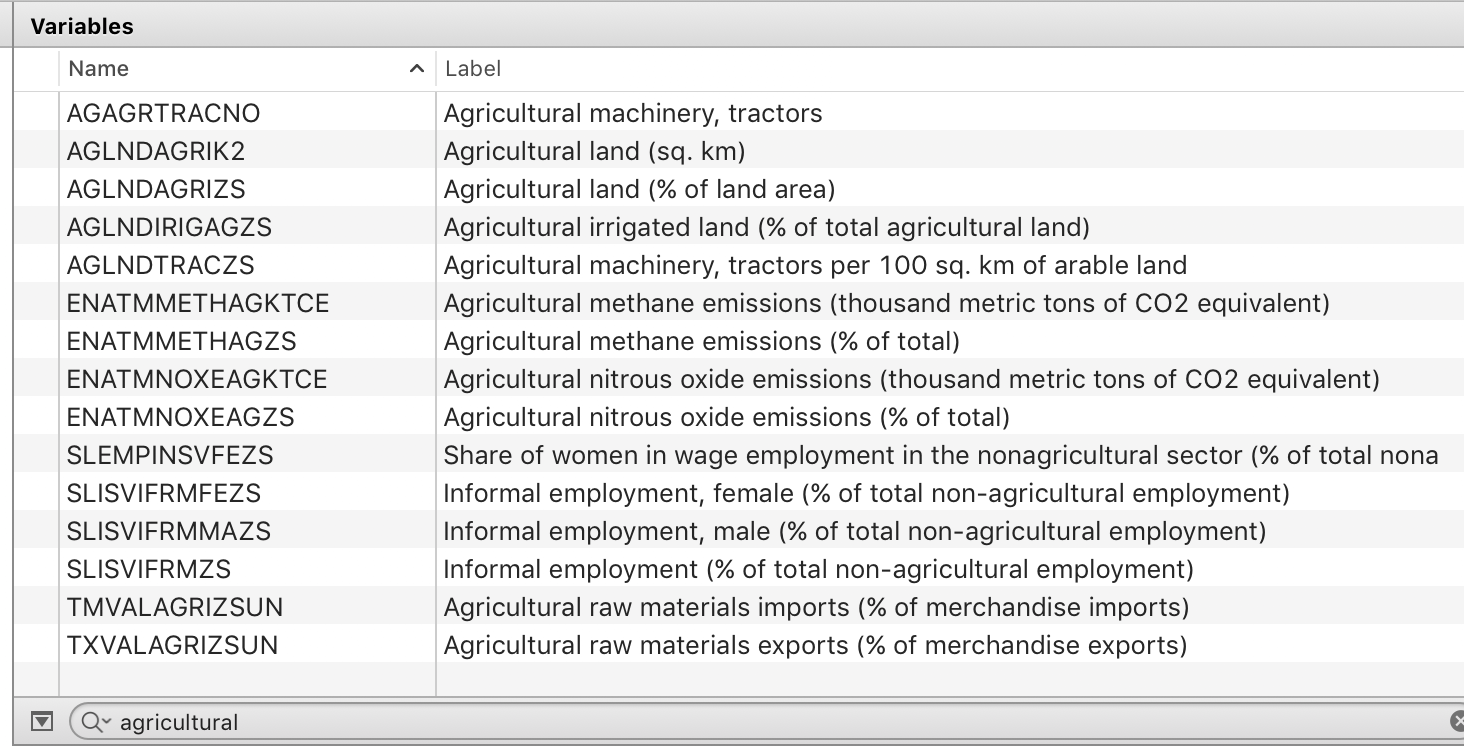 Variables
Name Label
AGAGRTRACNO Agricultural machinery, tractors
AGLNDAGRIK2 Agricultural land (sq. km)
AGLNDAGRIZS Agricultural land (% of land area)
AGLNDIRIGAGZS Agricultural irrigated land (% of total agricultural land)
AGLNDTRACZS Agricultural machinery, tractors per 100 sq. km of arable land
ENATMMETHAGKTCE Agricultural methane emissions (thousand metric tons of CO2 equivalent)
ENATMMETHAGZS Agricultural methane emissions (% of total)
ENATMNOXEAGKTCE Agricultural nitrous oxide emissions (thousand metric tons of CO2 equivalent)
ENATMNOXEAGZS Agricultural nitrous oxide emissions (% of total)
SLEMPINSVFEZS Share of women in wage employment in the nonagricultural sector (% of total nona
SLISVIFRMFEZS Informal employment, female (% of total non-agricultural employment)
SLISVIFRMMAZS Informal employment, male (% of total non-agricultural employment)
SLISVIFRMZS Informal employment (% of total non-agricultural employment)
TMVALAGRIZSUN Agricultural raw materials imports (% of merchandise imports)
TXVALAGRIZSUN Agricultural raw materials exports (% of merchandise exports)
agricultural